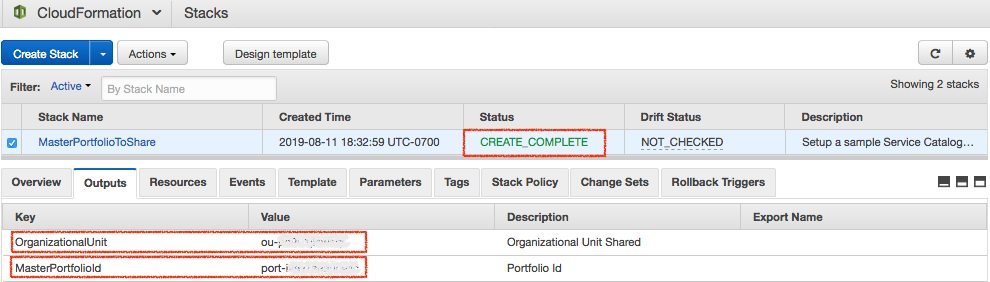 CloudFormation Stacks
Create Stack Actions Design template
Filter: Active By Stack Name Showing 2 stacks
Stack Name Created Time Status Drift Status Description
MasterPortfolioToShare 2019-08-11 18:32:59 UTC-0700 CREATE_COMPLETE NOT_CHECKED Setup a sample Service Catalog…
Overview Outputs Resources Events Template Parameters Tags Stack Policy Change Sets Rollback Triggers
Key Value Description Export Name
OrganizationalUnit ou- Organizational Unit Shared
MasterPortfolioId port- Portfolio Id